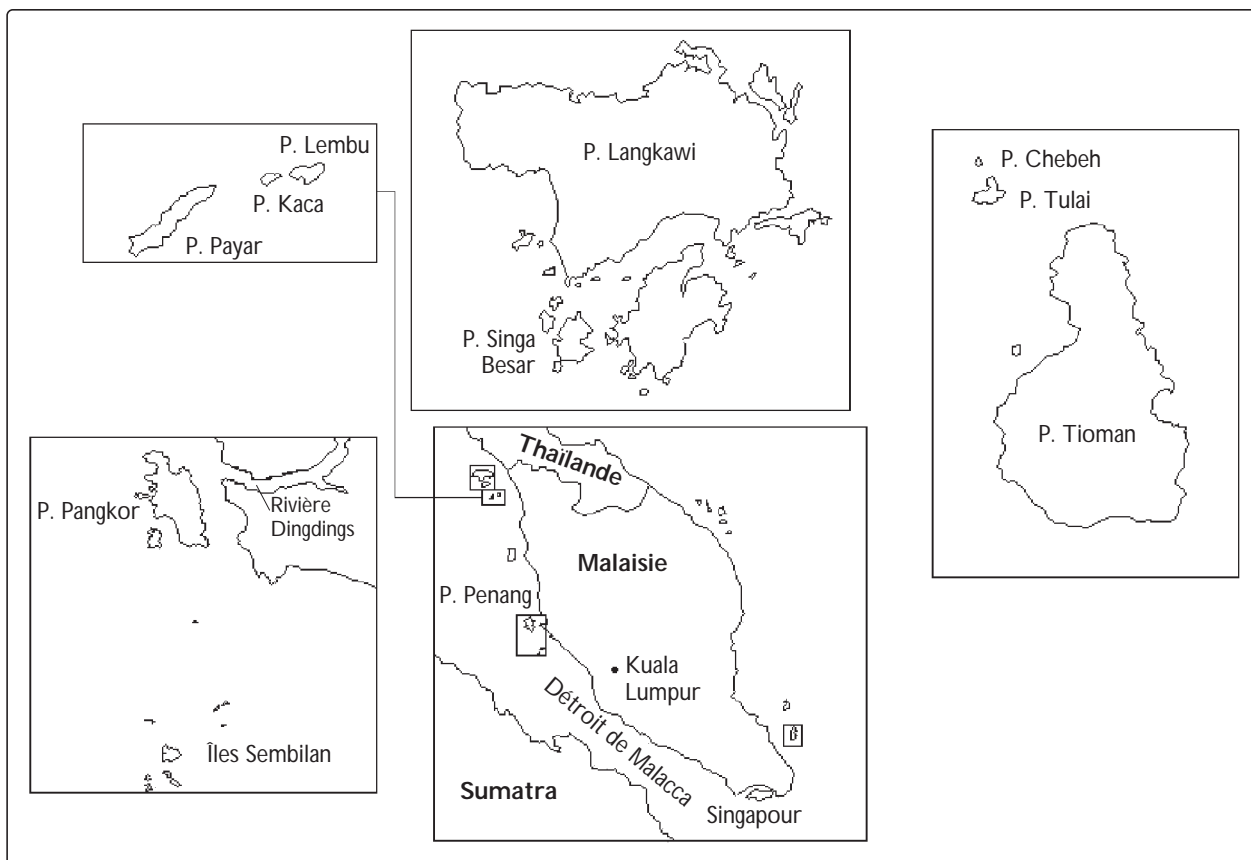 P. Lembu
P. Kaca
P. Payar
P. Langkawi
P. Singa
Besar
P. Chebeh
P. Tulai
P. Tioman
P. Pangkor
Rivière
Dingdings
Îles Sembilan
Thaïlande
Malaisie
P. Penang
Kuala
Lumpur
Détroit de Malacca
Sumatra
Singapour